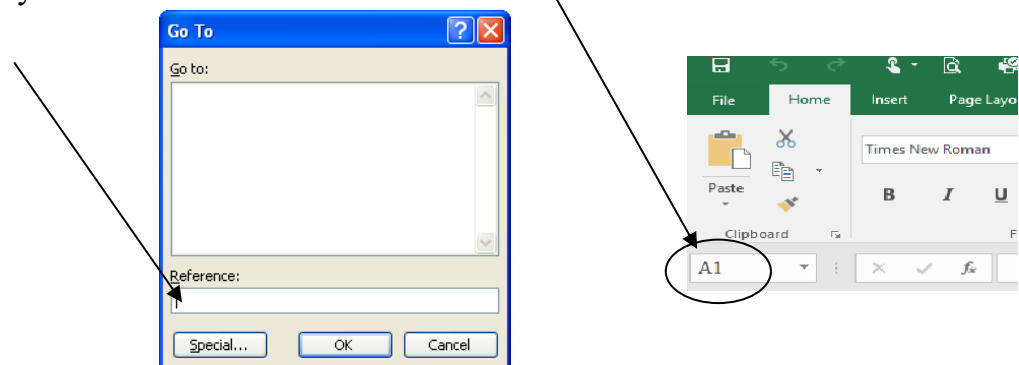 Go To
Go to:
Reference:
Special...
OK
Cancel
File
Home
Insert
Page Layo
Paste
Clipboard
Times New Roman
B
I
U
F
A1
fx